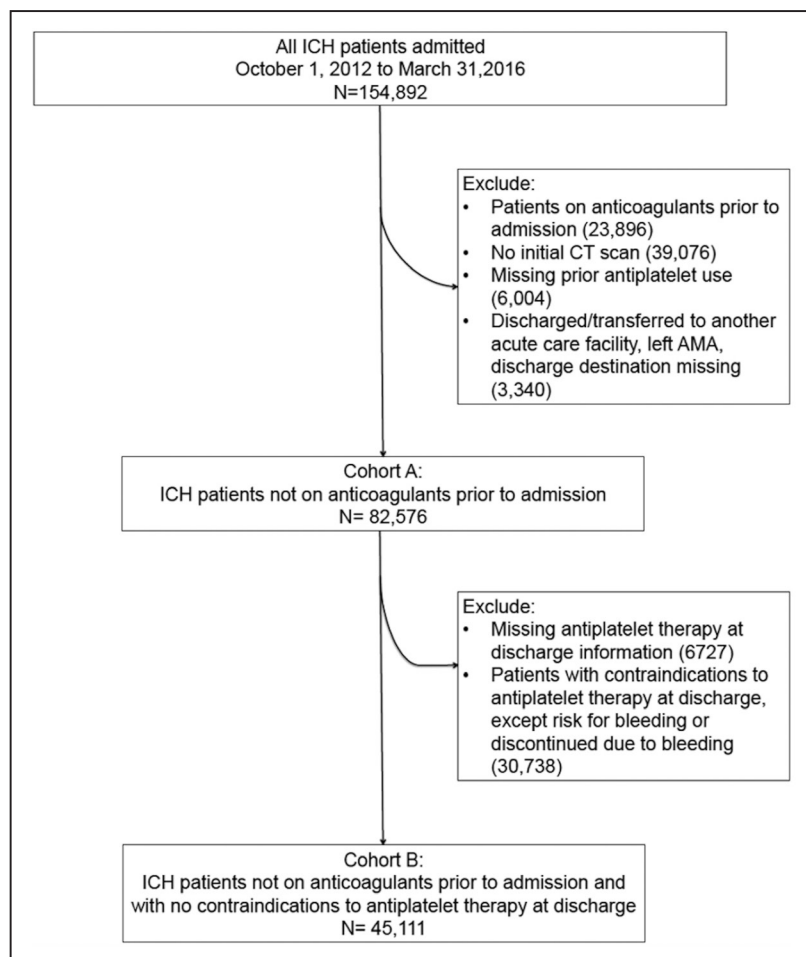 All ICH patients admitted
October 1, 2012 to March 31,2016
N=154,892
Exclude:
• Patients on anticoagulants prior to
admission (23,896)
• No initial CT scan (39,076)
• Missing prior antiplatelet use
(6,004)
• Discharged/transferred to another
acute care facility, left AMA,
discharge destination missing
(3,340)
Cohort A:
ICH patients not on anticoagulants prior to admission
N= 82,576
Exclude:
• Missing antiplatelet therapy at
discharge information (6727)
• Patients with contraindications to
antiplatelet therapy at discharge,
except risk for bleeding or
discontinued due to bleeding
(30,738)
Cohort B:
ICH patients not on anticoagulants prior to admission and
with no contraindications to antiplatelet therapy at discharge
N= 45,111